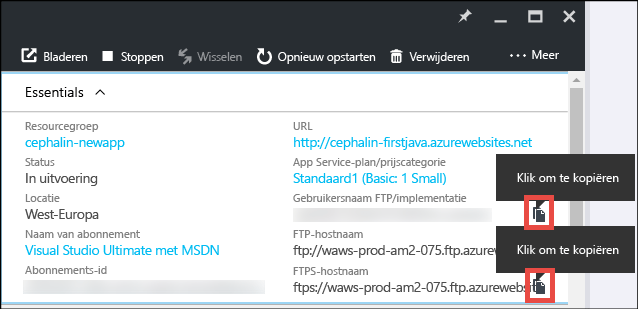 Bladeren
Stoppen
Wisselen
Opnieuw opstarten
Verwijderen
Meer
Essentials
Resourcegroep
cephalin-newapp
URL
http://cephalin-firstjava.azurewebsites.net
Status
In uitvoering
App Service-plan/prijscategorie
Standaard1 (Basic: 1 Small)
Klik om te kopiëren
Locatie
West-Europa
Gebruikersnaam FTP/implementatie
Naam van abonnement
Visual Studio Ultimate met MSDN
FTP-hostnaam
ftp://waws-prod-am2-075.ftp.azurew
Klik om te kopiëren
Abonnements-id
FTPS-hostnaam
ftps://waws-prod-am2-075.ftp.azurewebsit